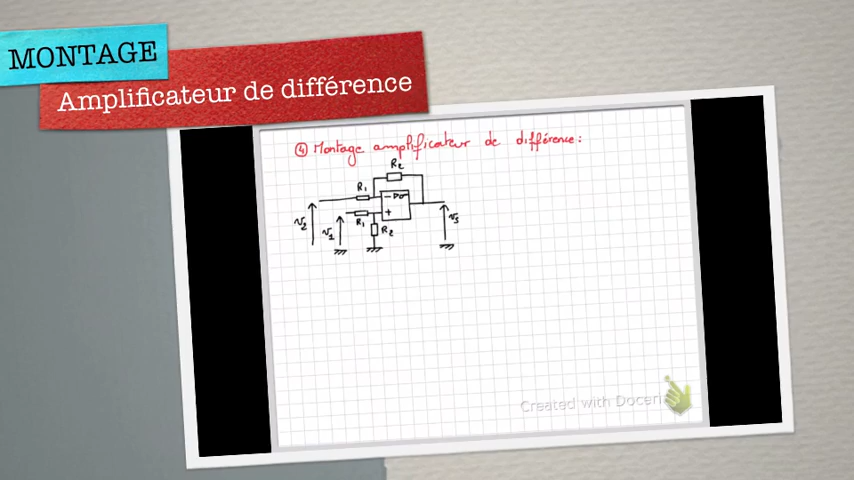 MONTAGE
Amplificateur de différence
④ Montage amplificateur de différence:
R2
R1
- ▷∞
+
R1
R2
v2
v1
vs
Created with Doceri